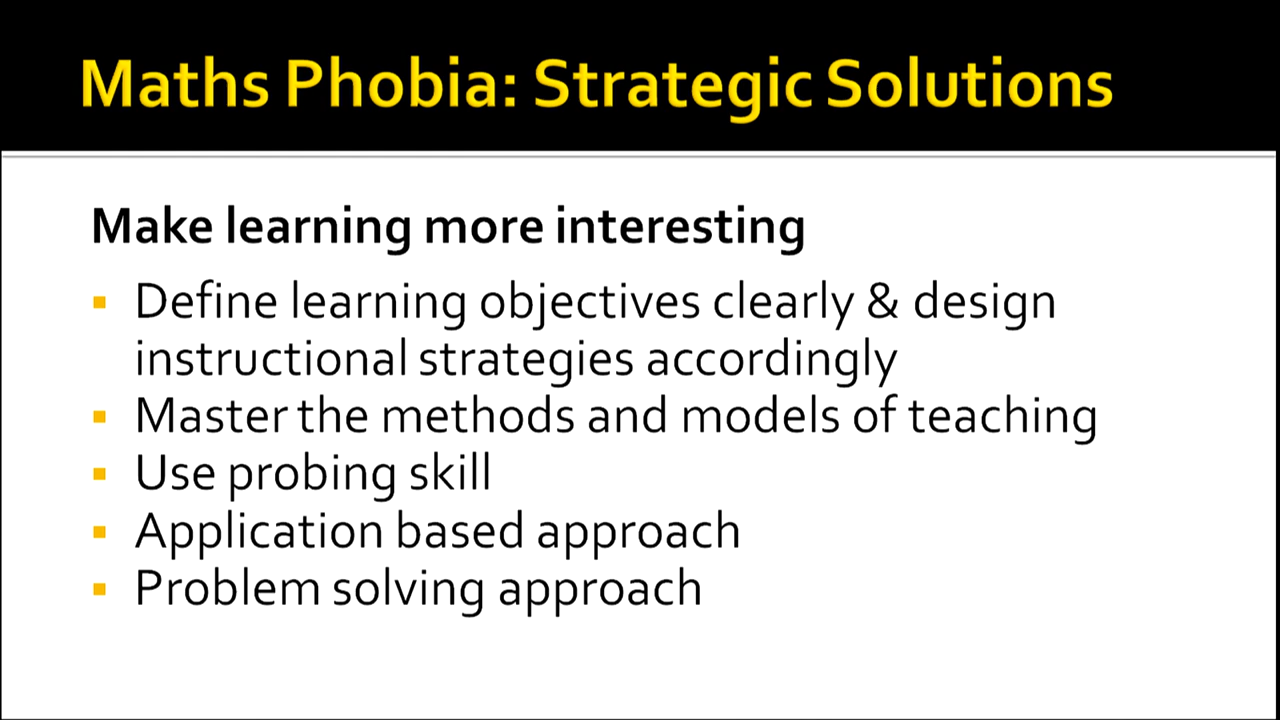 Maths Phobia: Strategic Solutions
Make learning more interesting
▪ Define learning objectives clearly & design
instructional strategies accordingly
▪ Master the methods and models of teaching
▪ Use probing skill
▪ Application based approach
▪ Problem solving approach